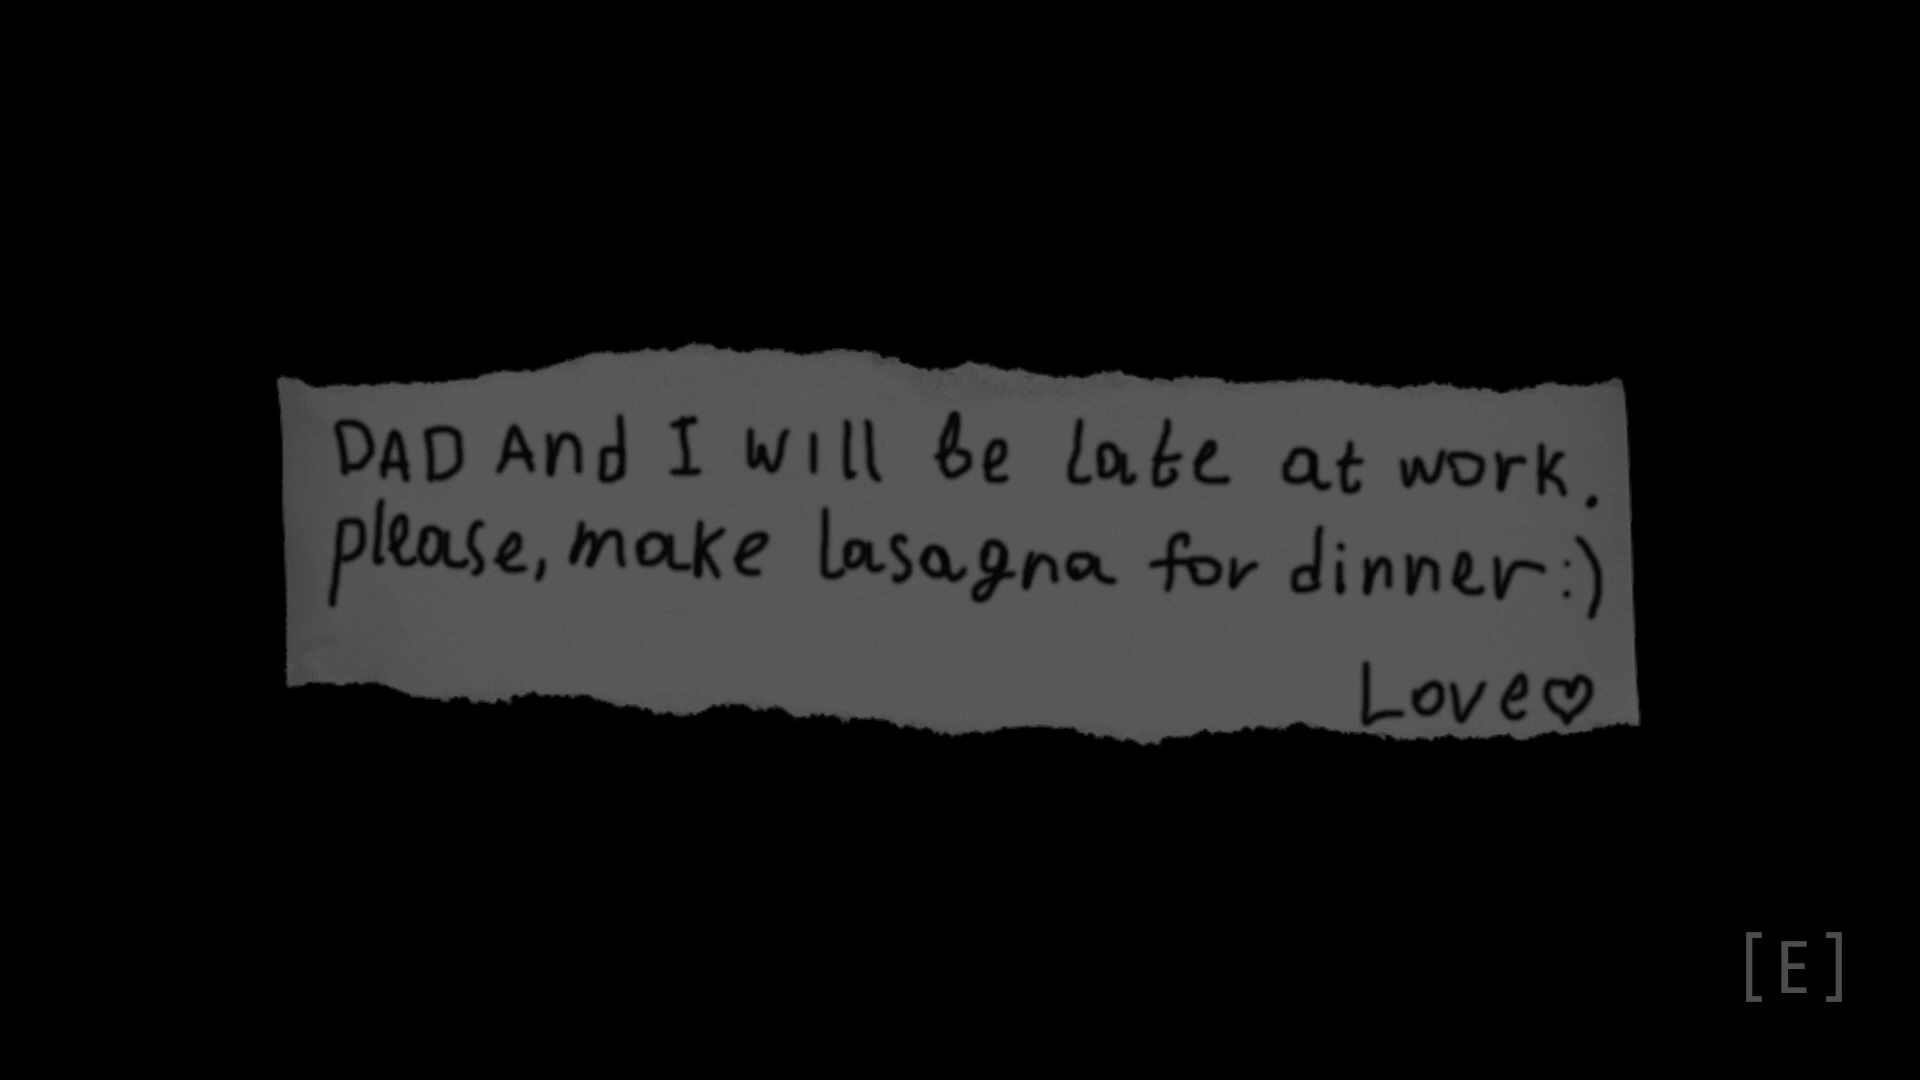 DAD And I will be late at work.
please, make lasagna for dinner:)
Love♡
[E]